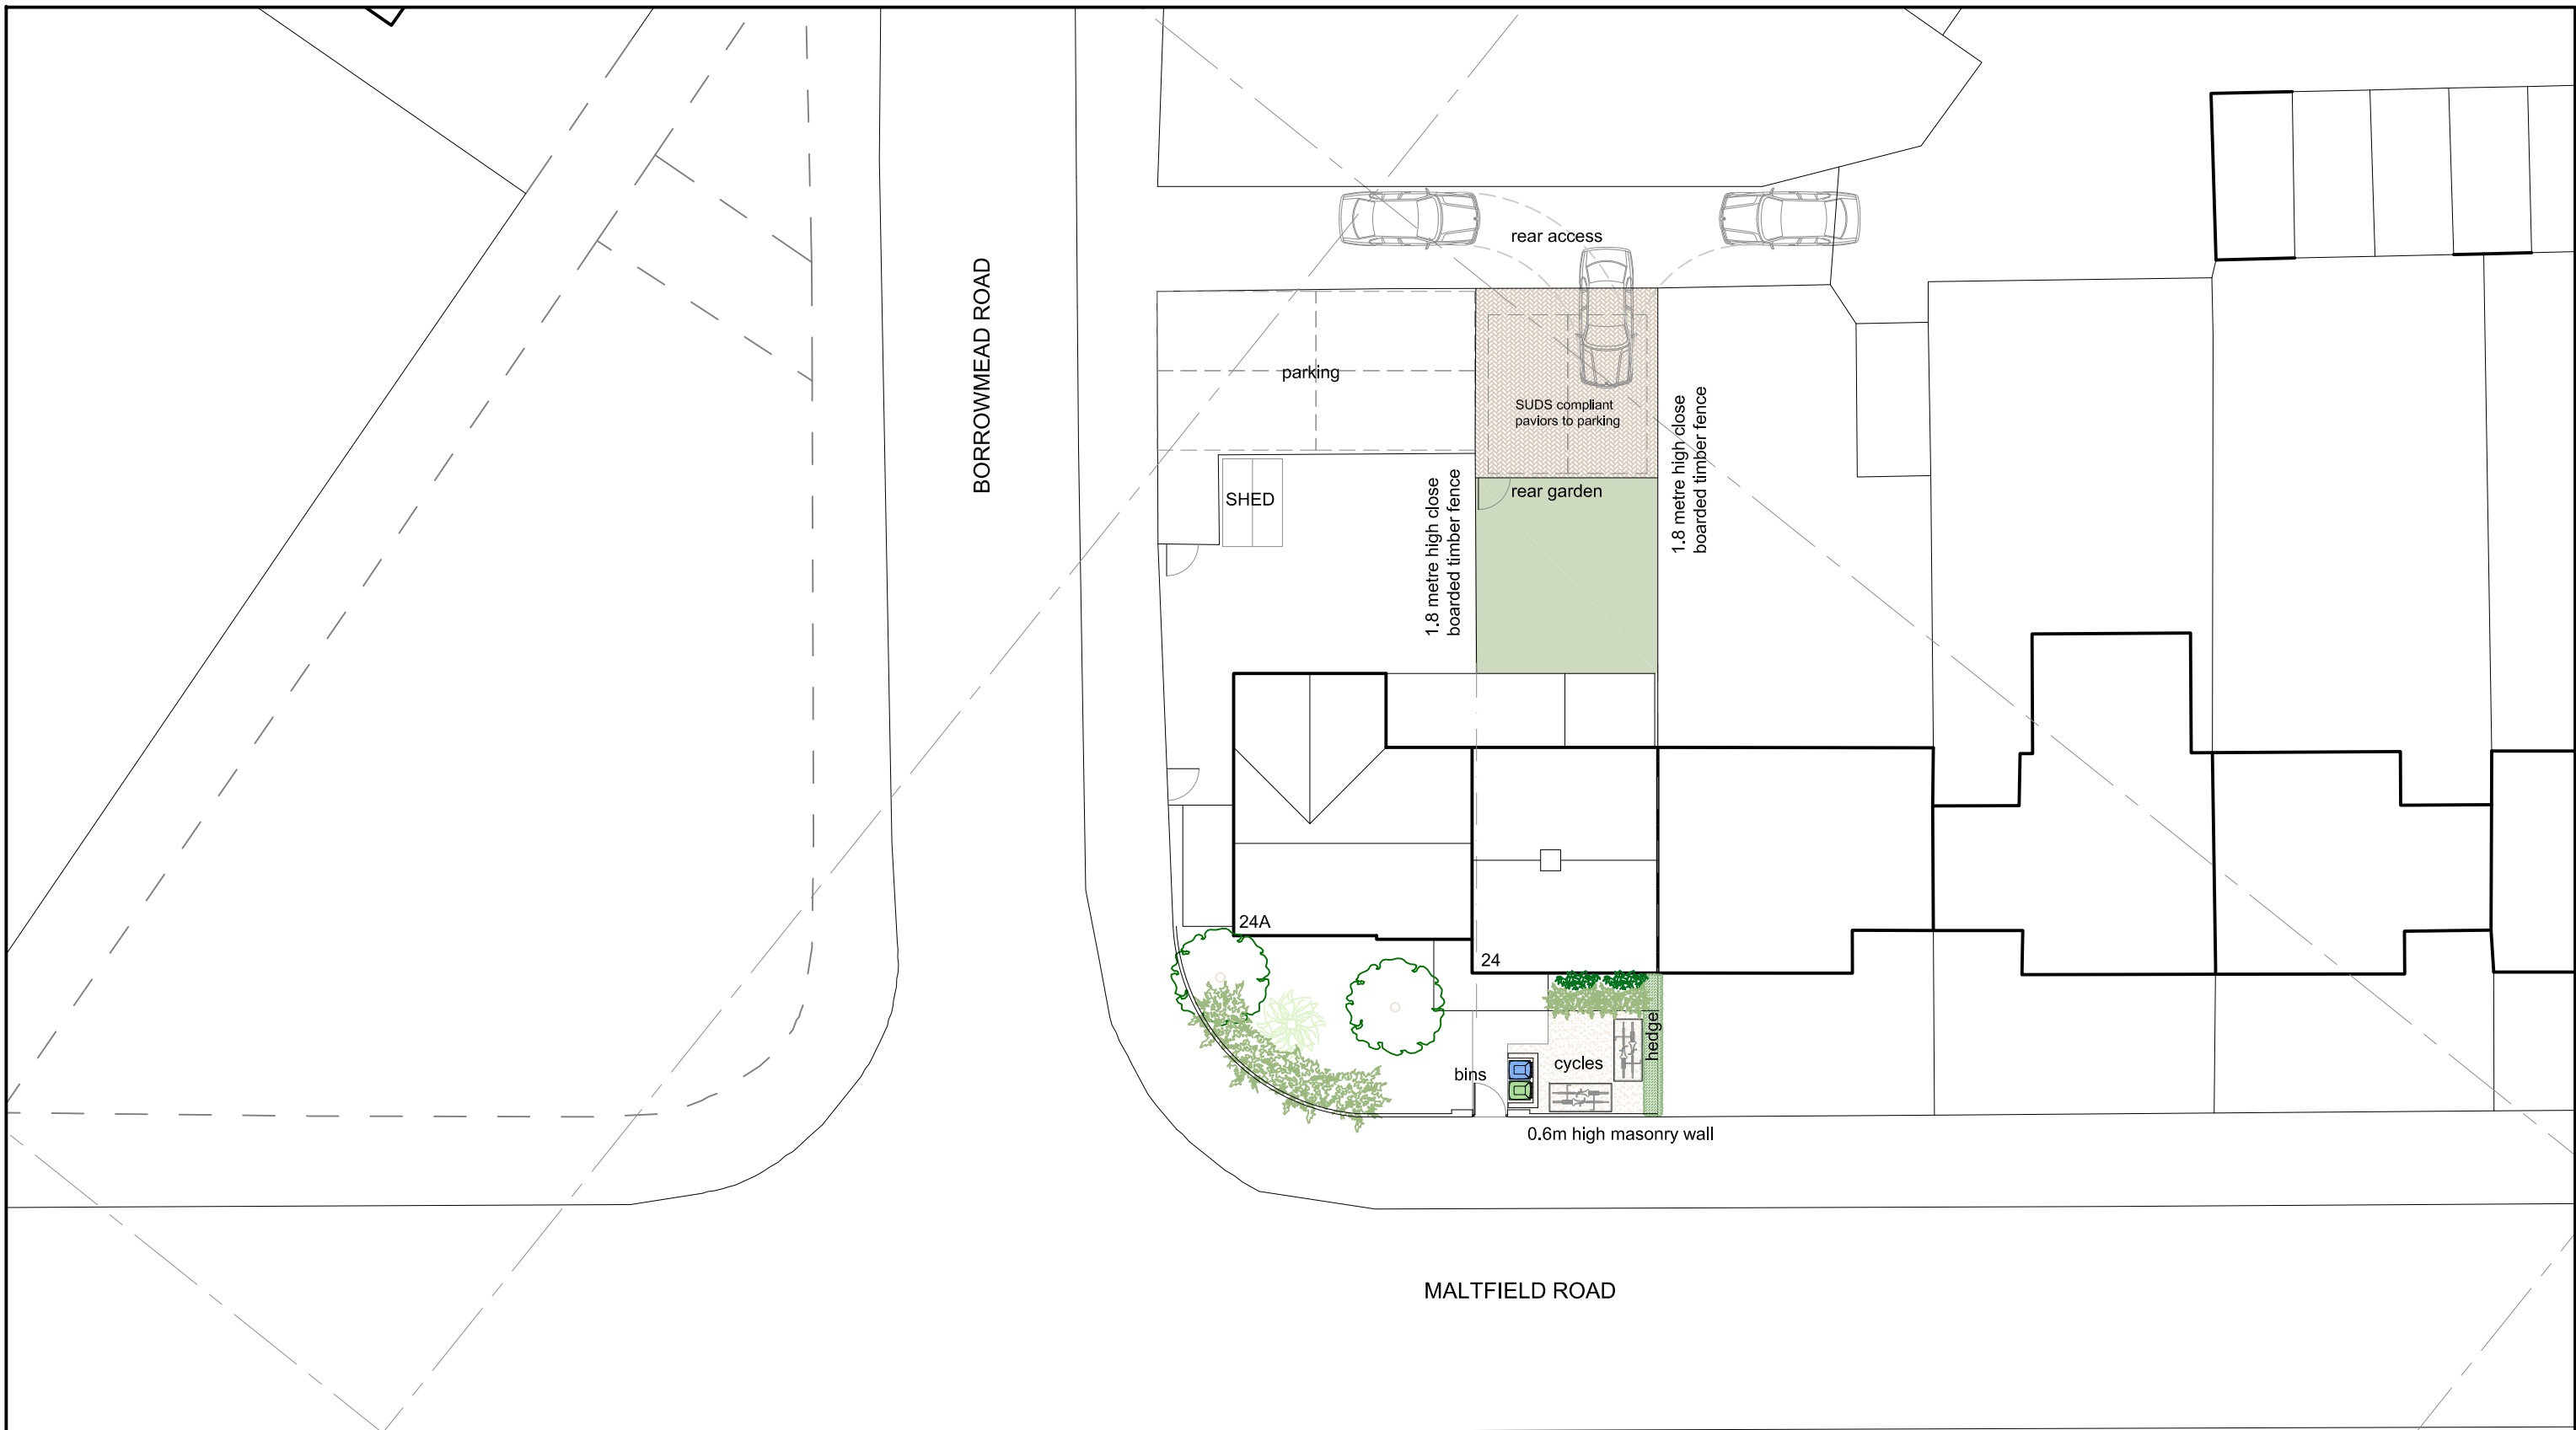 rear access
BORROWMEAD ROAD
parking
SUDS compliant
paviors to parking
1.8 metre high close
boarded timber fence
rear garden
SHED
1.8 metre high close
boarded timber fence
24A
24
hedge
cycles
bins
0.6m high masonry wall
MALTFIELD ROAD